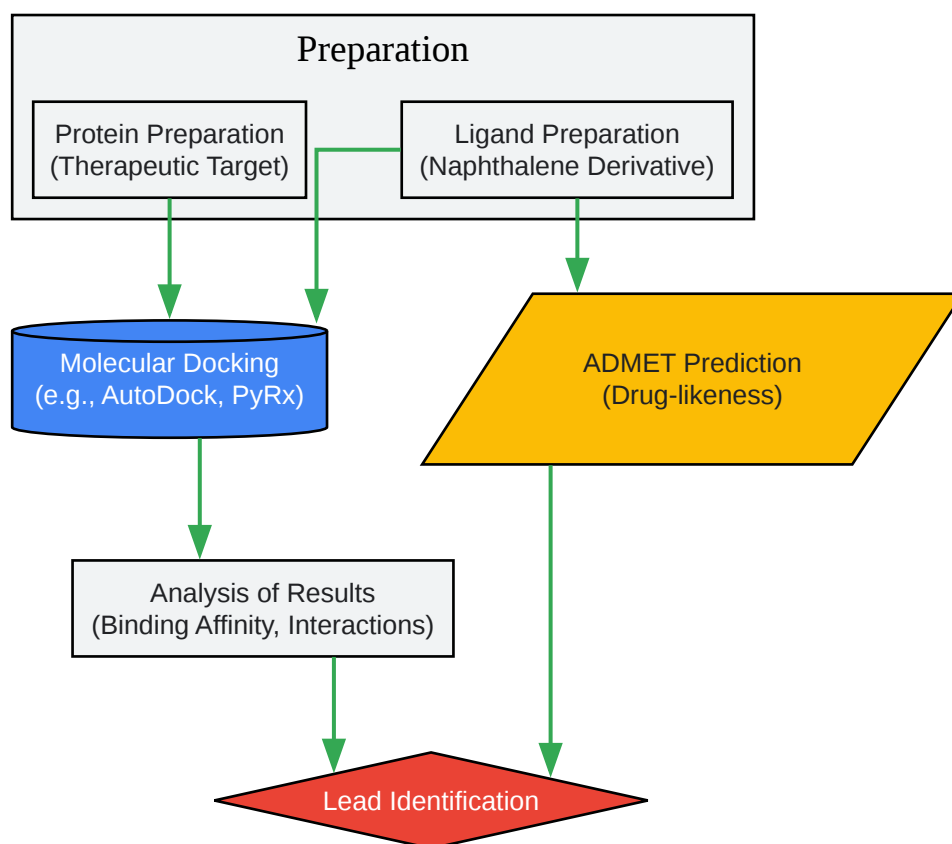 Preparation
Protein Preparation
(Therapeutic Target)
Ligand Preparation
(Naphthalene Derivative)
Molecular Docking
(e.g., AutoDock, PyRx)
ADMET Prediction
(Drug-likeness)
Analysis of Results
(Binding Affinity, Interactions)
Lead Identification